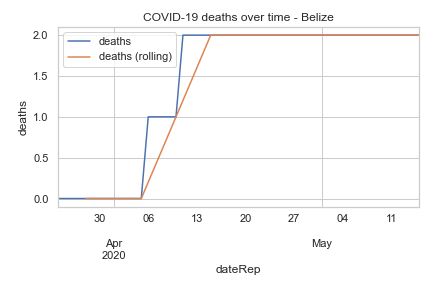 COVID-19 deaths over time - Belize
deaths
deaths (rolling)
2.0
1.5
1.0
0.5
0.0
deaths
30 06 13 20 27 04 11
Apr May
2020
dateRep